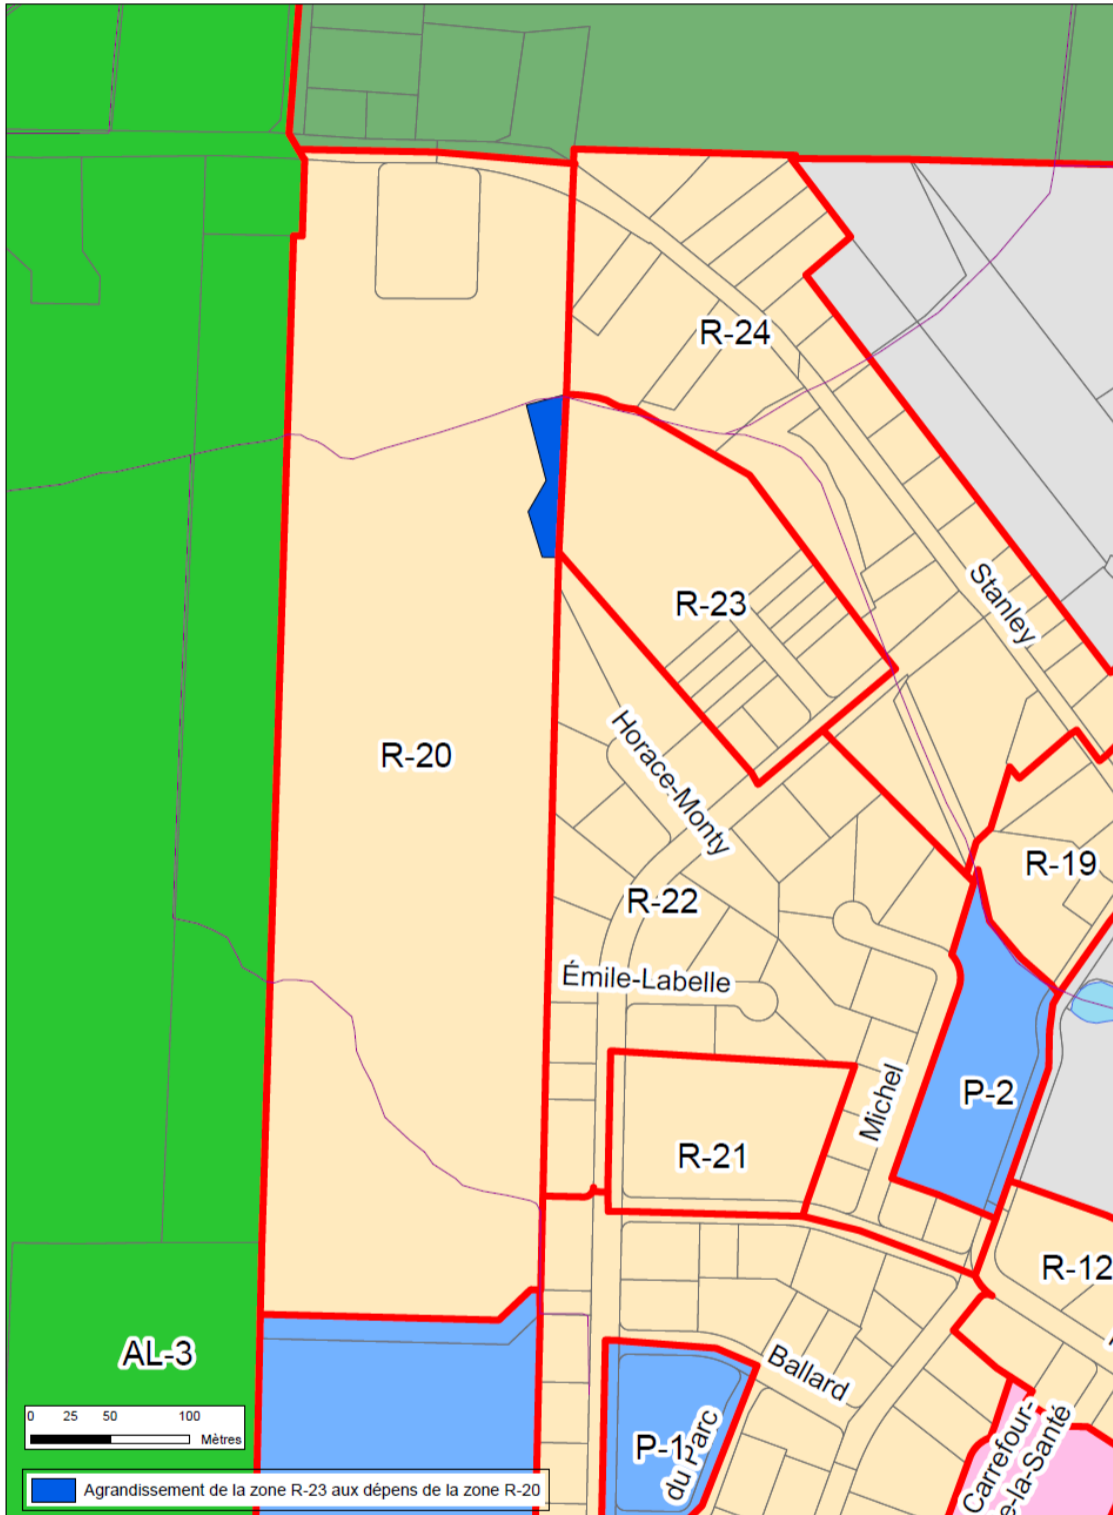 R-24
R-23
Stanley
R-20
Horace-Monty
R-19
R-22
Émile-Labelle
P-2
Michel
R-21
R-12
AL-3
Ballard
P-1
du Parc
Carrefour-
e-la-Santé
0 25 50 100
Mètres
Agrandissement de la zone R-23 aux dépens de la zone R-20